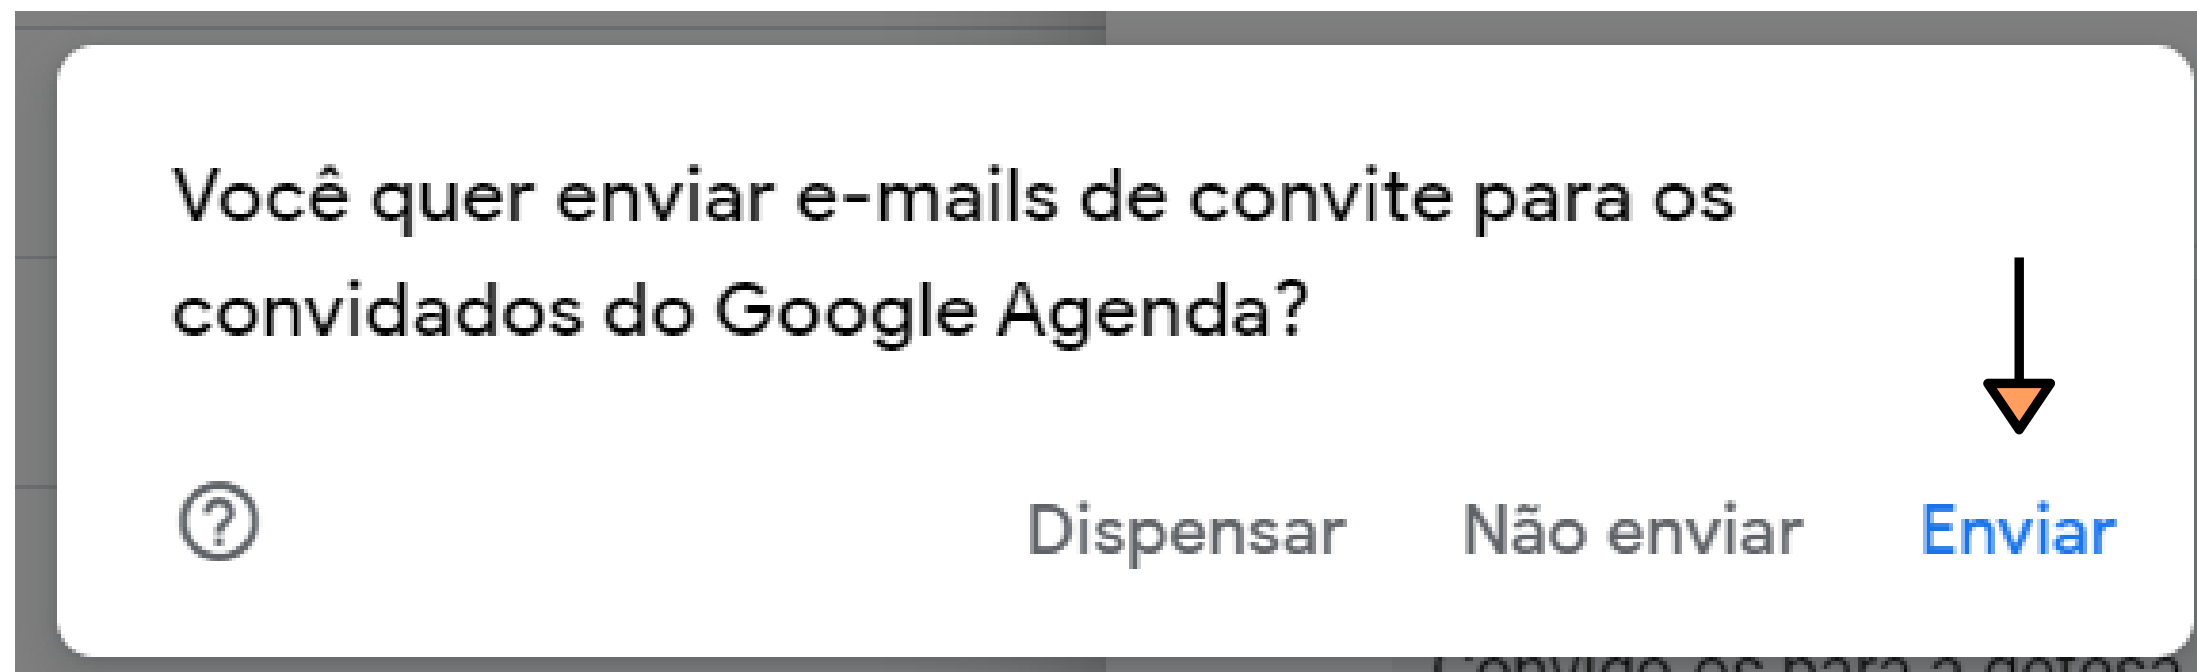 Você quer enviar e-mails de convite para os
convidados do Google Agenda?
? Dispensar Não enviar Enviar